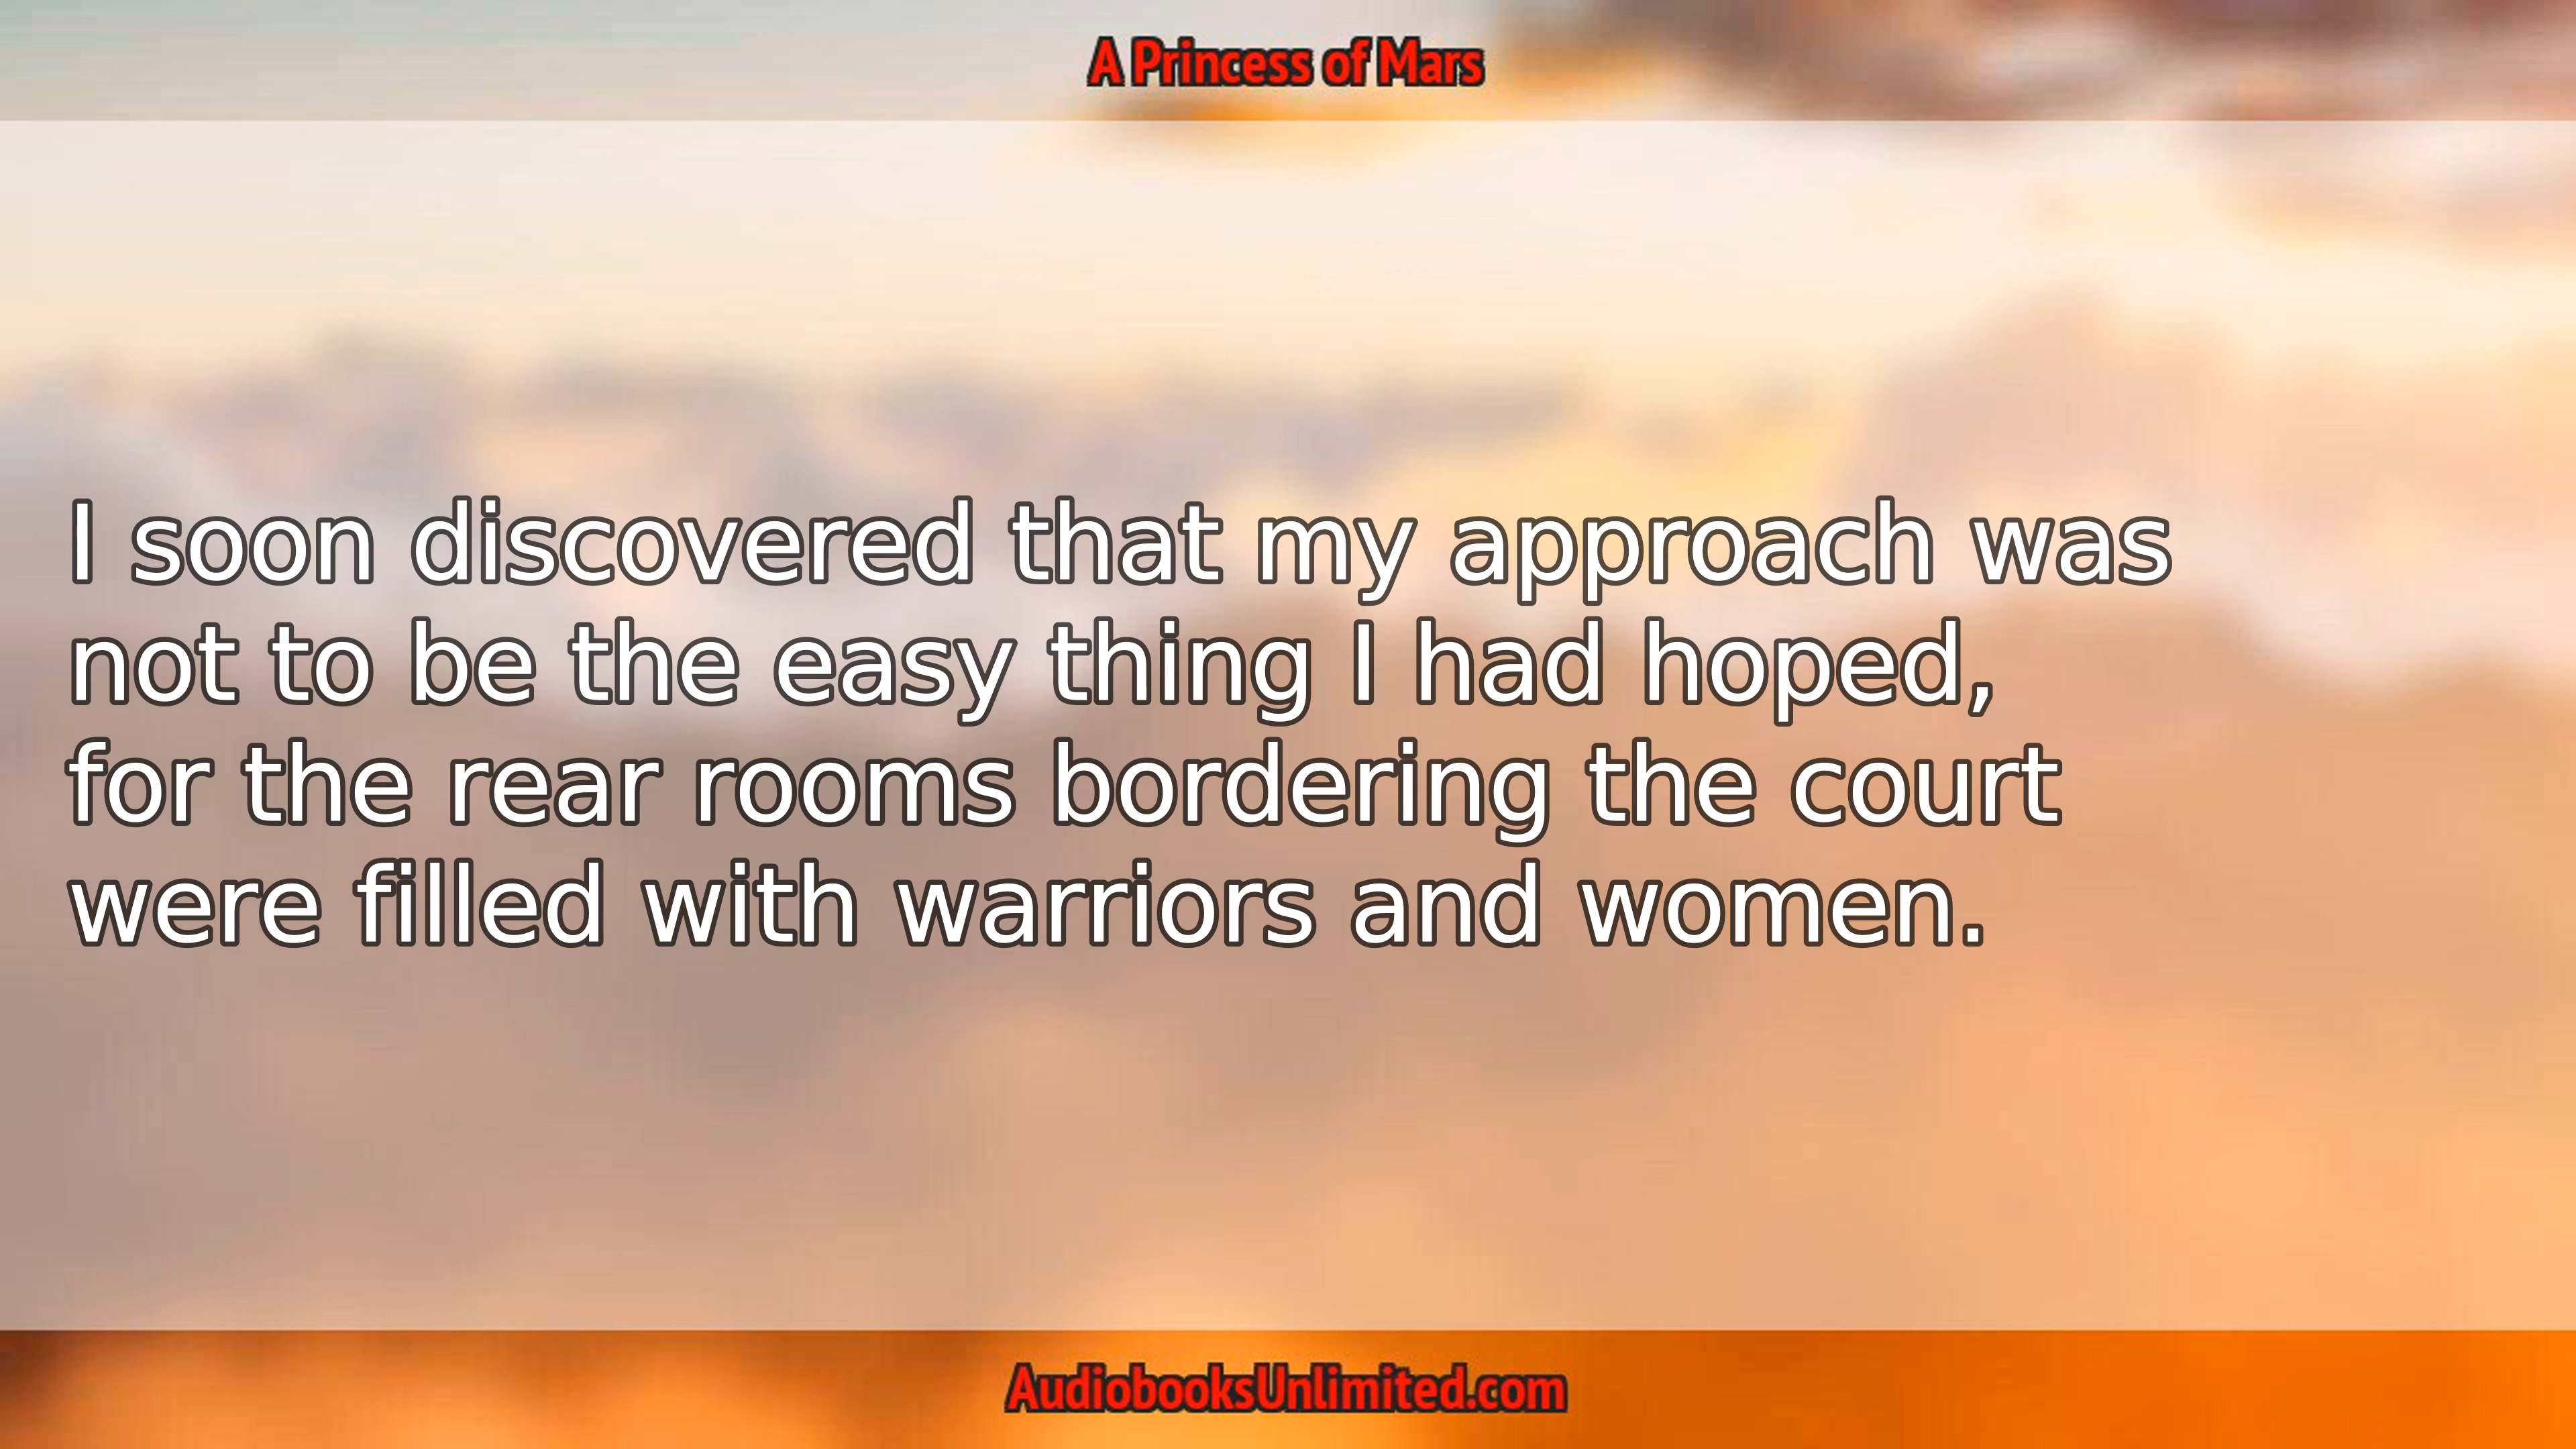 A Princess of Mars
I soon discovered that my approach was
not to be the easy thing I had hoped,
for the rear rooms bordering the court
were filled with warriors and women.
AudiobooksUnlimited.com